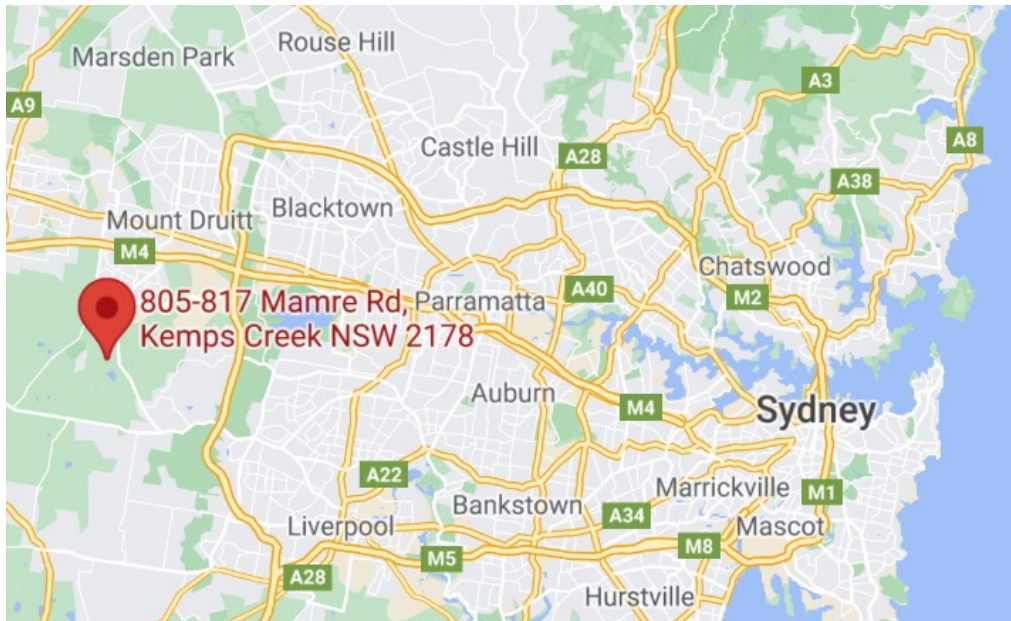 Rouse Hill
Marsden Park
A3
A9
A8
Castle Hill
A28
A38
Blacktown
Mount Druitt
M4
Chatswood
805-817 Mamre Rd,
Kemps Creek NSW 2178
Parramatta
A40
M2
Auburn
M4
Sydney
A22
Marrickville
M1
Bankstown
A34
Liverpool
Mascot
M5
M8
A28
Hurstville